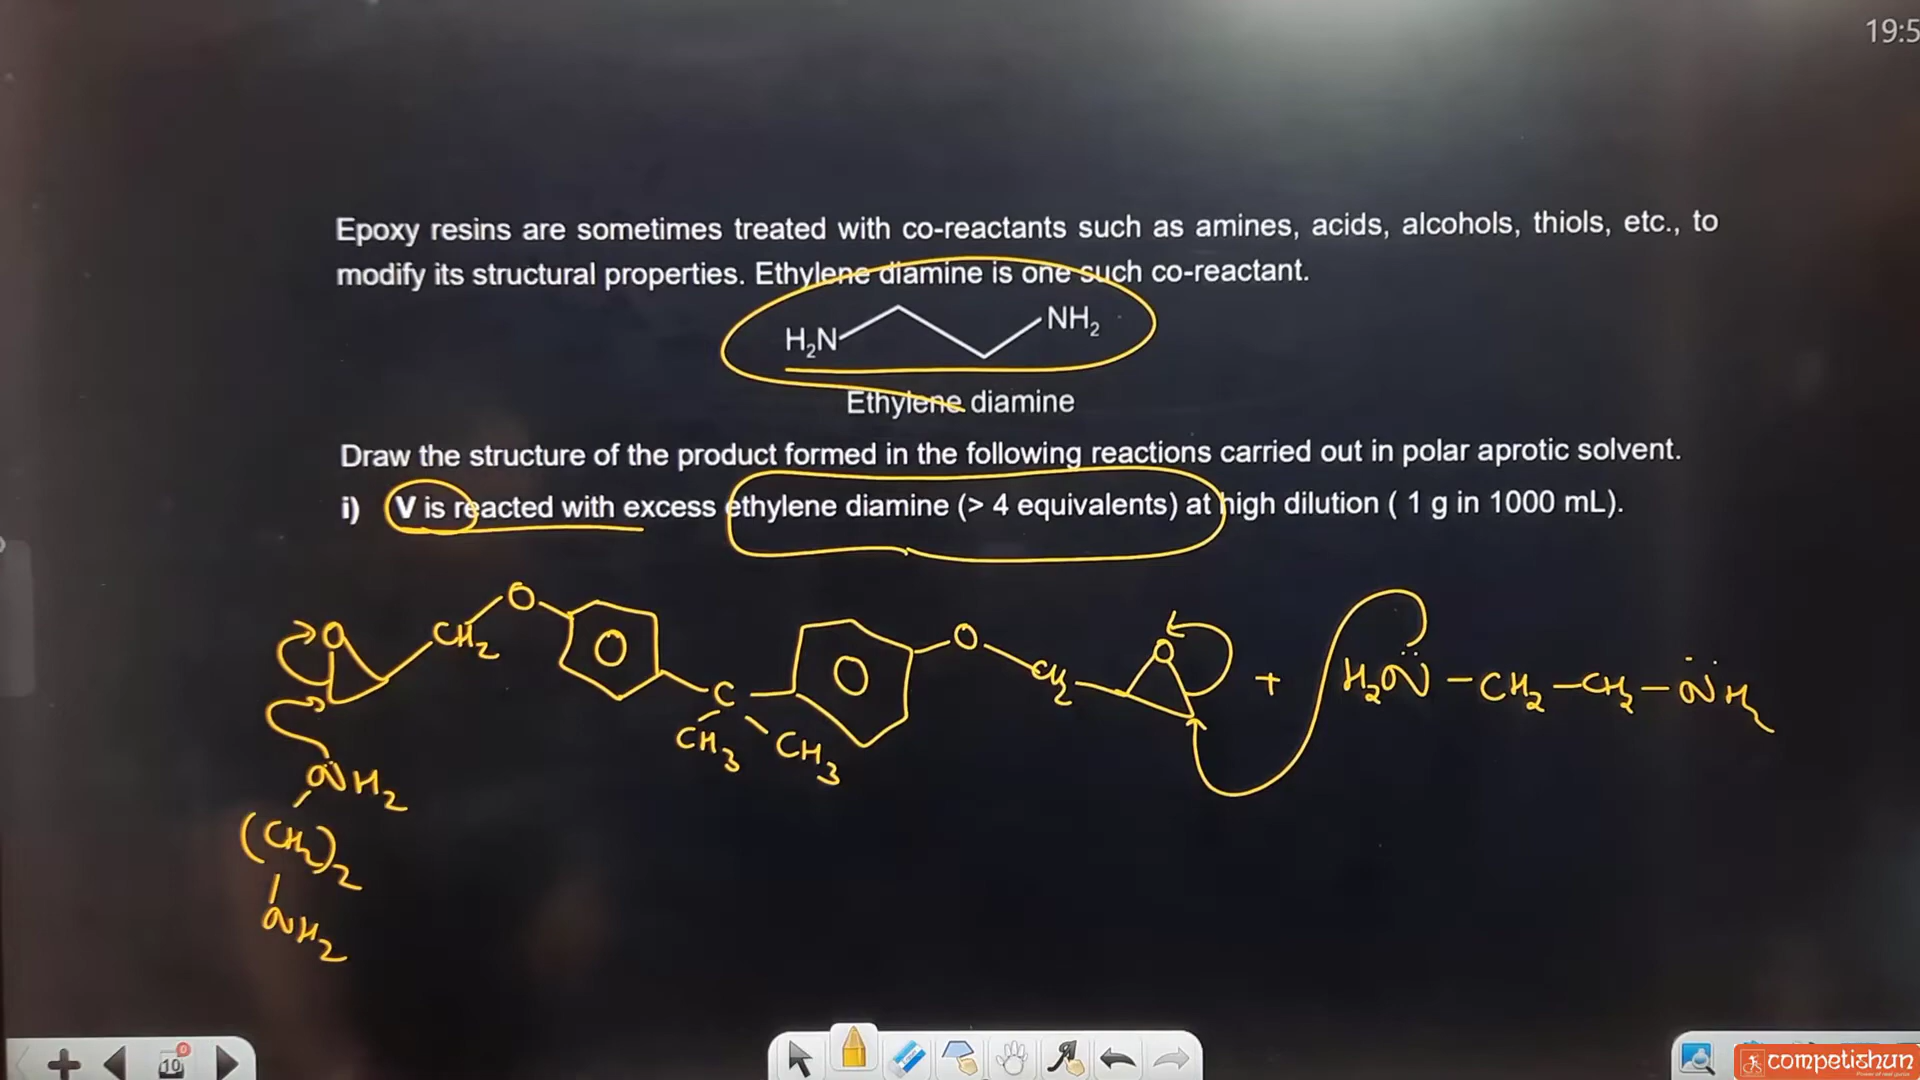 19:5
Epoxy resins are sometimes treated with co-reactants such as amines, acids, alcohols, thiols, etc., to
modify its structural properties. Ethylene diamine is one such co-reactant.
H₂N NH₂
Ethylene diamine
Draw the structure of the product formed in the following reactions carried out in polar aprotic solvent.
i) V is reacted with excess ethylene diamine (> 4 equivalents) at high dilution ( 1 g in 1000 mL).
O CH₂ O O C CH₃ CH₃ O O CH₂ O + H₂N̈ – CH₂ – CH₂ – N̈H₂
NH₂
(CH₂)₂
NH₂
10
0
competishun